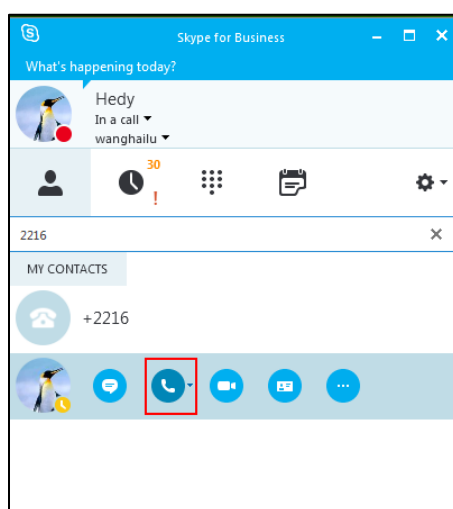 Skype for Business
What's happening today?
Hedy
In a call
wanghailu
30
!
2216
MY CONTACTS
+2216